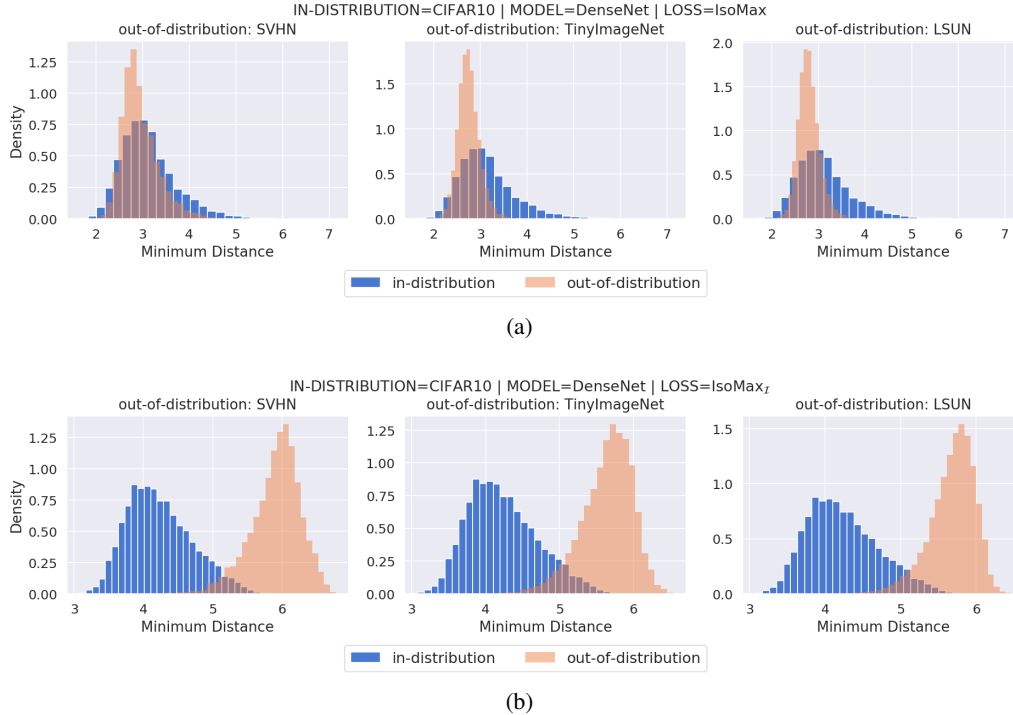 IN-DISTRIBUTION=CIFAR10 | MODEL=DenseNet | LOSS=IsoMax
out-of-distribution: SVHN
out-of-distribution: TinyImageNet
out-of-distribution: LSUN
Density
1.25
1.00
0.75
0.50
0.25
0.00
2 3 4 5 6 7
Minimum Distance
1.5
1.0
0.5
0.0
2 3 4 5 6 7
Minimum Distance
2.0
1.5
1.0
0.5
0.0
2 3 4 5 6 7
Minimum Distance
in-distribution out-of-distribution
(a)
IN-DISTRIBUTION=CIFAR10 | MODEL=DenseNet | LOSS=IsoMax_I
out-of-distribution: SVHN
out-of-distribution: TinyImageNet
out-of-distribution: LSUN
Density
1.25
1.00
0.75
0.50
0.25
0.00
3 4 5 6
Minimum Distance
1.25
1.00
0.75
0.50
0.25
0.00
3 4 5 6
Minimum Distance
1.5
1.0
0.5
0.0
3 4 5 6
Minimum Distance
in-distribution out-of-distribution
(b)